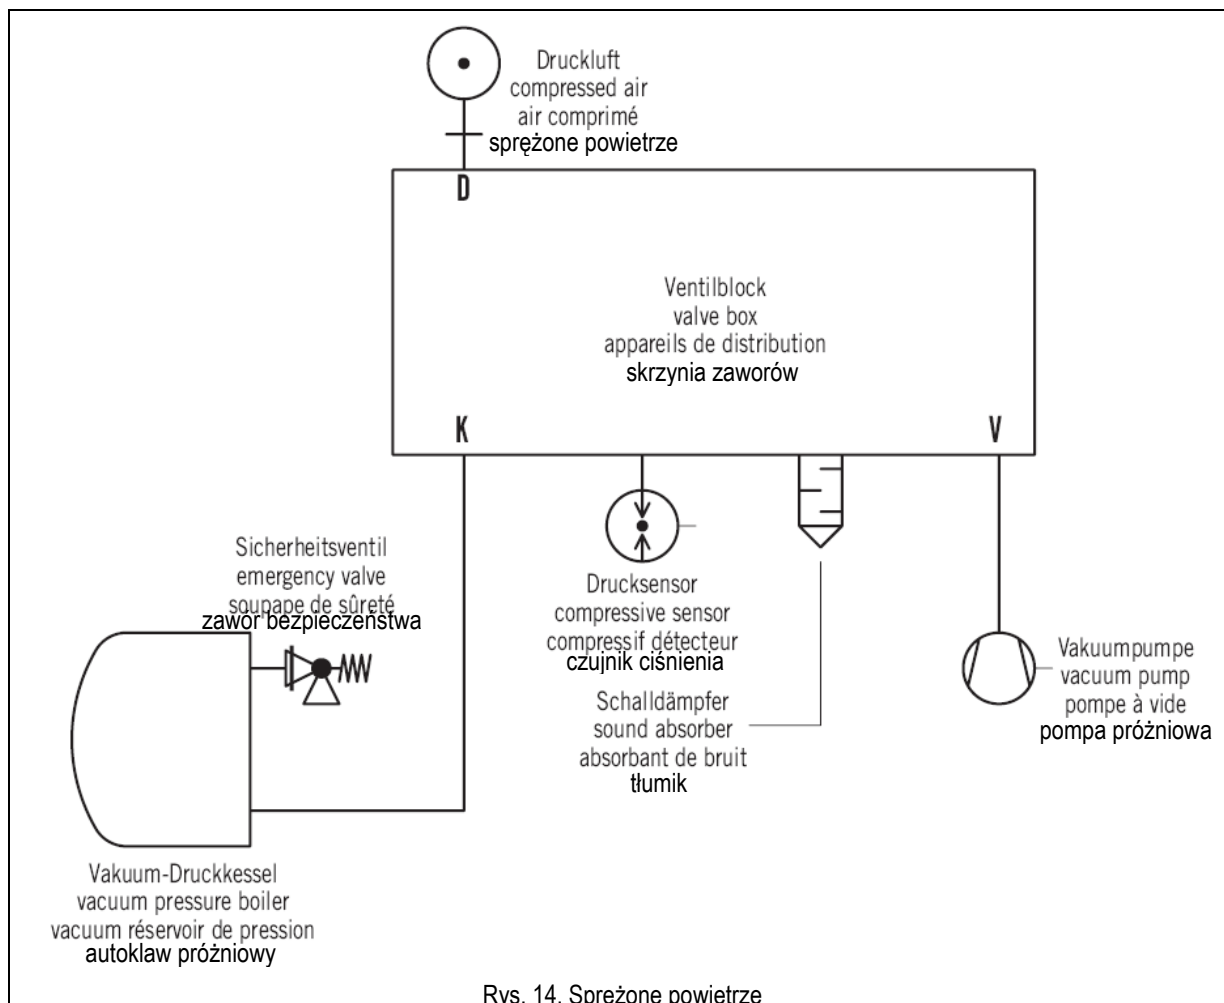 Druckluft
compressed air
air comprimé
sprężone powietrze
D
Ventilblock
valve box
appareils de distribution
skrzynia zaworów
K
V
Sicherheitsventil
emergency valve
soupape de sûreté
zawór bezpieczeństwa
Drucksensor
compressive sensor
compressif détecteur
czujnik ciśnienia
Schalldämpfer
sound absorber
absorbant de bruit
tłumik
Vakuumpumpe
vacuum pump
pompe à vide
pompa próżniowa
Vakuum-Druckkessel
vacuum pressure boiler
vacuum réservoir de pression
autoklaw próżniowy
Rys. 14. Sprężone powietrze